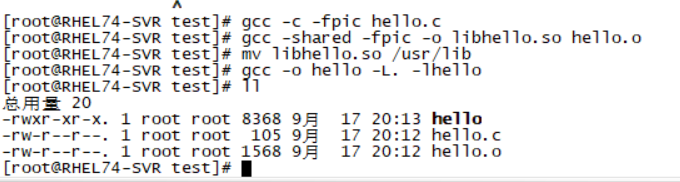 ^
[root@RHEL74-SVR test]# gcc -c -fpic hello.c
[root@RHEL74-SVR test]# gcc -shared -fpic -o libhello.so hello.o
[root@RHEL74-SVR test]# mv libhello.so /usr/lib
[root@RHEL74-SVR test]# gcc -o hello -L. -lhello
[root@RHEL74-SVR test]# ll
总用量 20
-rwxr-xr-x. 1 root root 8368 9月  17 20:13 hello
-rw-r--r--. 1 root root  105 9月  17 20:12 hello.c
-rw-r--r--. 1 root root 1568 9月  17 20:12 hello.o
[root@RHEL74-SVR test]#